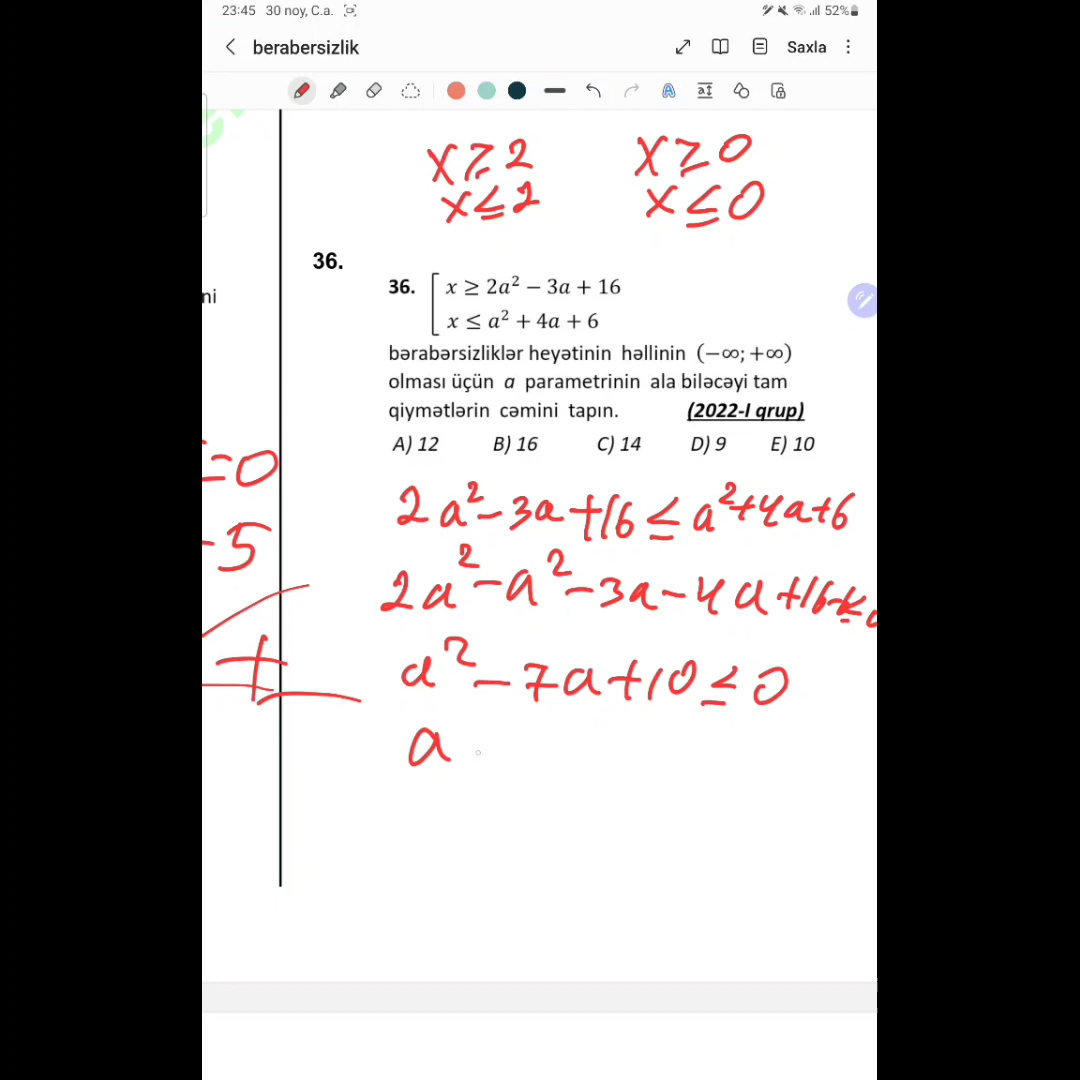 23:45 30 noy, C.a. 52%
berabersizlik Saxla
x ≥ 2 x ≥ 0
x ≤ 2 x ≤ 0
36.
ni
36. x ≥ 2a² − 3a + 16
x ≤ a² + 4a + 6
bərabərsizliklər heyətinin həllinin (−∞; +∞)
olması üçün a parametrinin ala biləcəyi tam
qiymətlərin cəmini tapın. (2022-I qrup)
A) 12 B) 16 C) 14 D) 9 E) 10
=0
2a²-3a+16 ≤ a²+4a+6
-5
2a²-a²-3a-4a+16-
+
a²-7a+10 ≤ 0
a